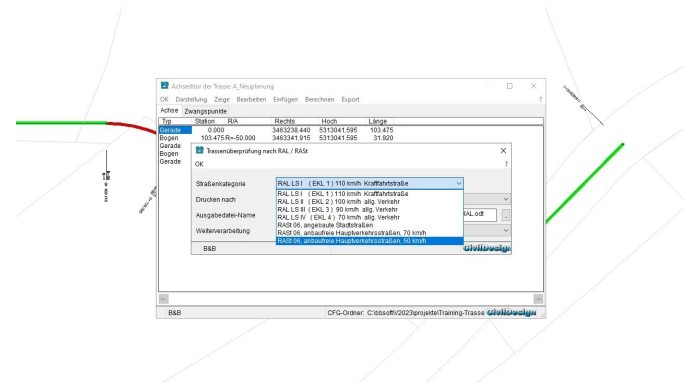 Achseditor der Trasse: A_Neuplanung
OK Darstellung Zeige Bearbeiten Einfügen Berechnen Export ?
Achse Zwangspunkte
Typ Station R/A Rechts Hoch Länge
Gerade 0.000 3463238.440 5313041.595 103.475
Bogen 103.475 R=-50.000 3463341.915 5313041.595 31.920
Gerade
Bogen
Gerade
Trassenüberprüfung nach RAL / RASt
OK ?
Straßenkategorie RAL LS I ( EKL 1 ) 110 km/h Kraftfahrtstraße
RAL LS I ( EKL 1 ) 110 km/h Kraftfahrtstraße
Drucken nach RAL LS II ( EKL 2 ) 100 km/h allg. Verkehr
RAL LS III ( EKL 3 ) 90 km/h allg. Verkehr
Ausgabedatei-Name RAL LS IV ( EKL 4 ) 70 km/h allg. Verkehr RAL.odt ...
RASt 06, angebaute Stadtstraßen
Weiterverarbeitung RASt 06, anbaufreie Hauptverkehrsstraßen, 70 km/h
RASt 06, anbaufreie Hauptverkehrsstraßen, 50 km/h
B&B CivilDesign
B&B CFG-Ordner: C:\bbsoft\V2023\projekte\Training-Trasse CivilDesign